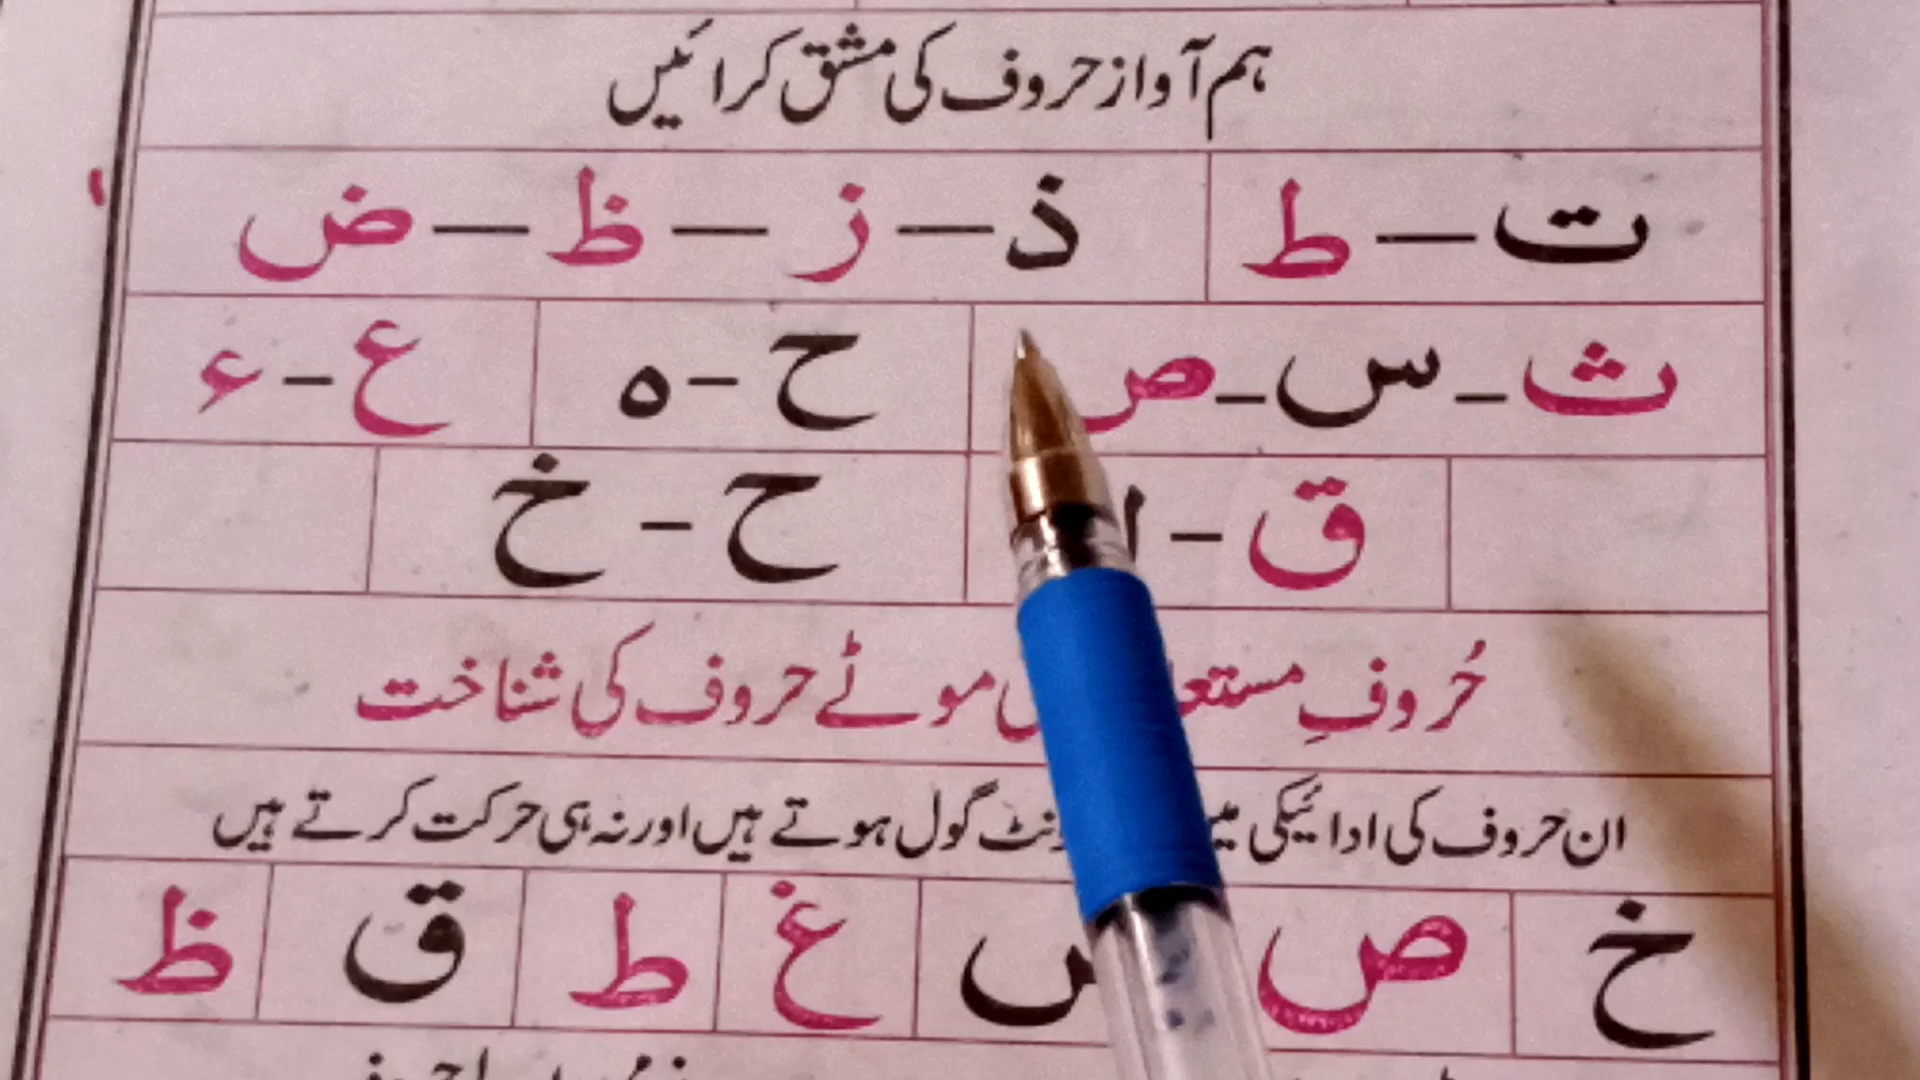 ہم آواز حروف کی مشق کرائیں
ت – ط ذ – ز – ظ – ض
ث - س - ص ح - ہ ع - ء
ق - ح - خ
حُروفِ موٹے حروف کی شناخت
ان حروف کی ادائیگی گول ہوتے ہیں اور نہ ہی حرکت کرتے ہیں
خ ص غ ط ق ظ